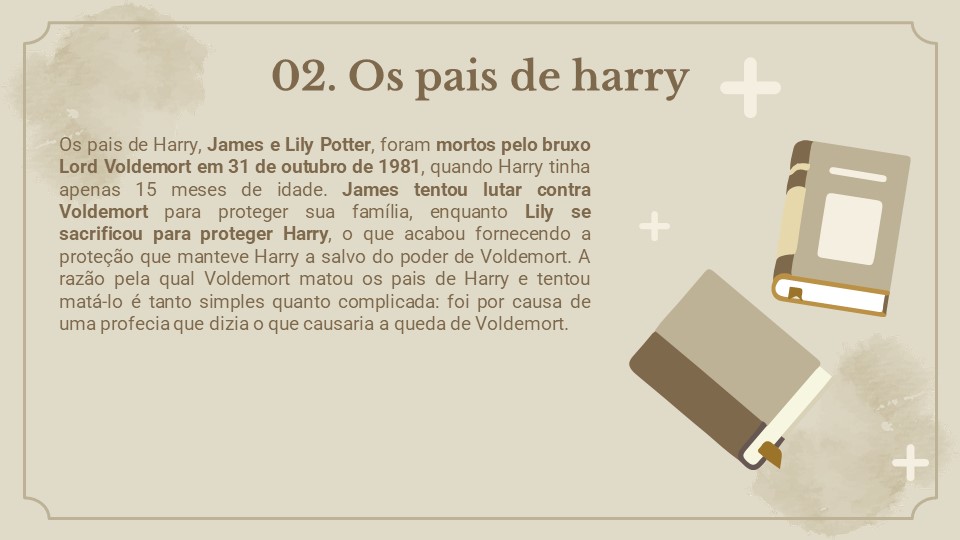 02. Os pais de harry
Os pais de Harry, James e Lily Potter, foram mortos pelo bruxo
Lord Voldemort em 31 de outubro de 1981, quando Harry tinha
apenas 15 meses de idade. James tentou lutar contra
Voldemort para proteger sua família, enquanto Lily se
sacrificou para proteger Harry, o que acabou fornecendo a
proteção que manteve Harry a salvo do poder de Voldemort. A
razão pela qual Voldemort matou os pais de Harry e tentou
matá-lo é tanto simples quanto complicada: foi por causa de
uma profecia que dizia o que causaria a queda de Voldemort.